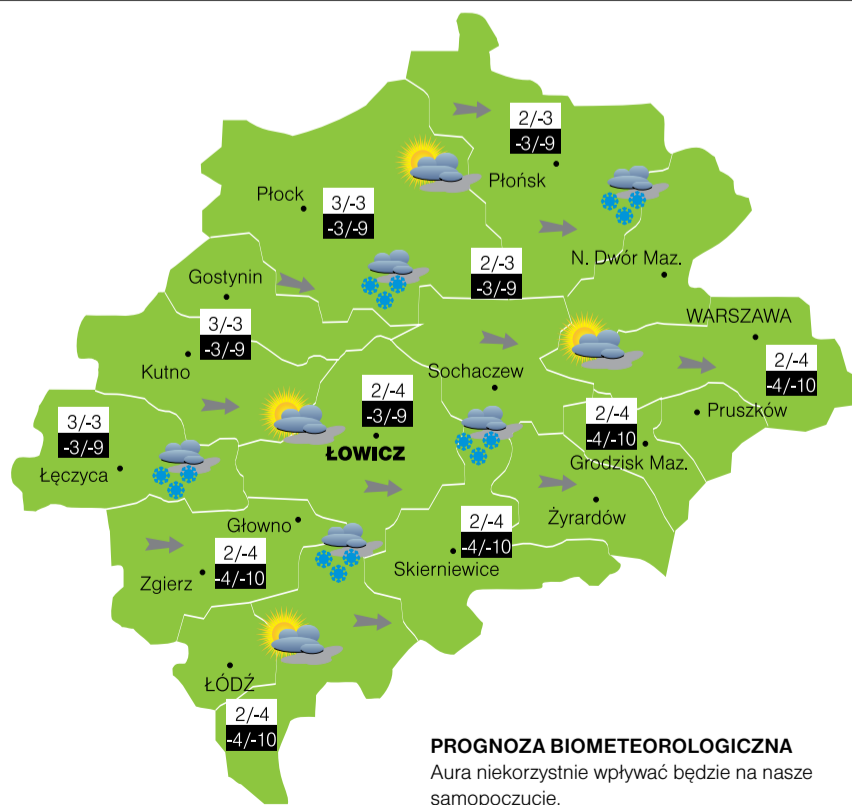 2/-3
-3/-9
Płońsk
Płock
3/-3
-3/-9
N. Dwór Maz.
2/-3
-3/-9
Gostynin
3/-3
-3/-9
Kutno
WARSZAWA
2/-4
-4/-10
Sochaczew
2/-4
-3/-9
ŁOWICZ
Pruszków
2/-4
-4/-10
Grodzisk Maz.
3/-3
-3/-9
Łęczyca
Żyrardów
Głowno
2/-4
-4/-10
Skierniewice
2/-4
-4/-10
Zgierz
ŁÓDŹ
2/-4
-4/-10
PROGNOZA BIOMETEOROLOGICZNA
Aura niekorzystnie wpływać będzie na nasze
samopoczucie.